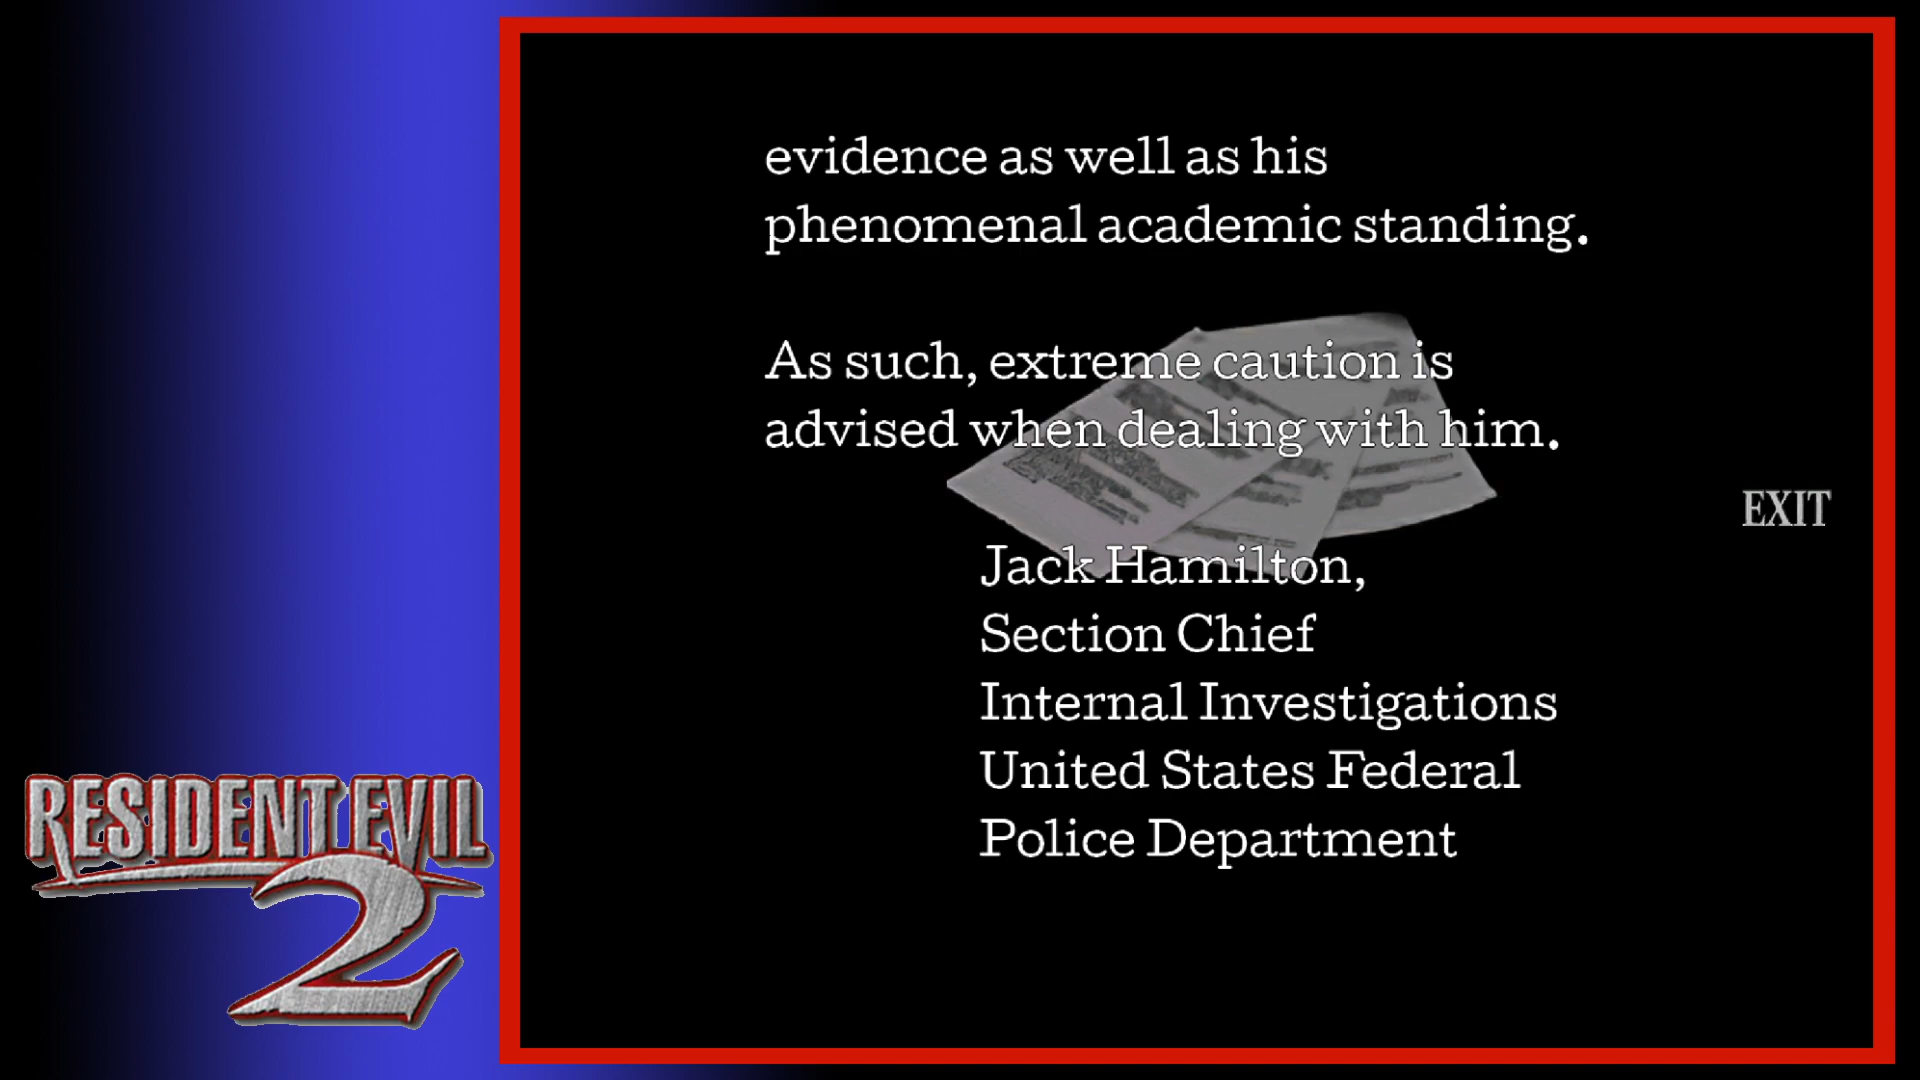 evidence as well as his
phenomenal academic standing.
As such, extreme caution is
advised when dealing with him.
EXIT
Jack Hamilton,
Section Chief
Internal Investigations
United States Federal
Police Department
RESIDENT EVIL
2